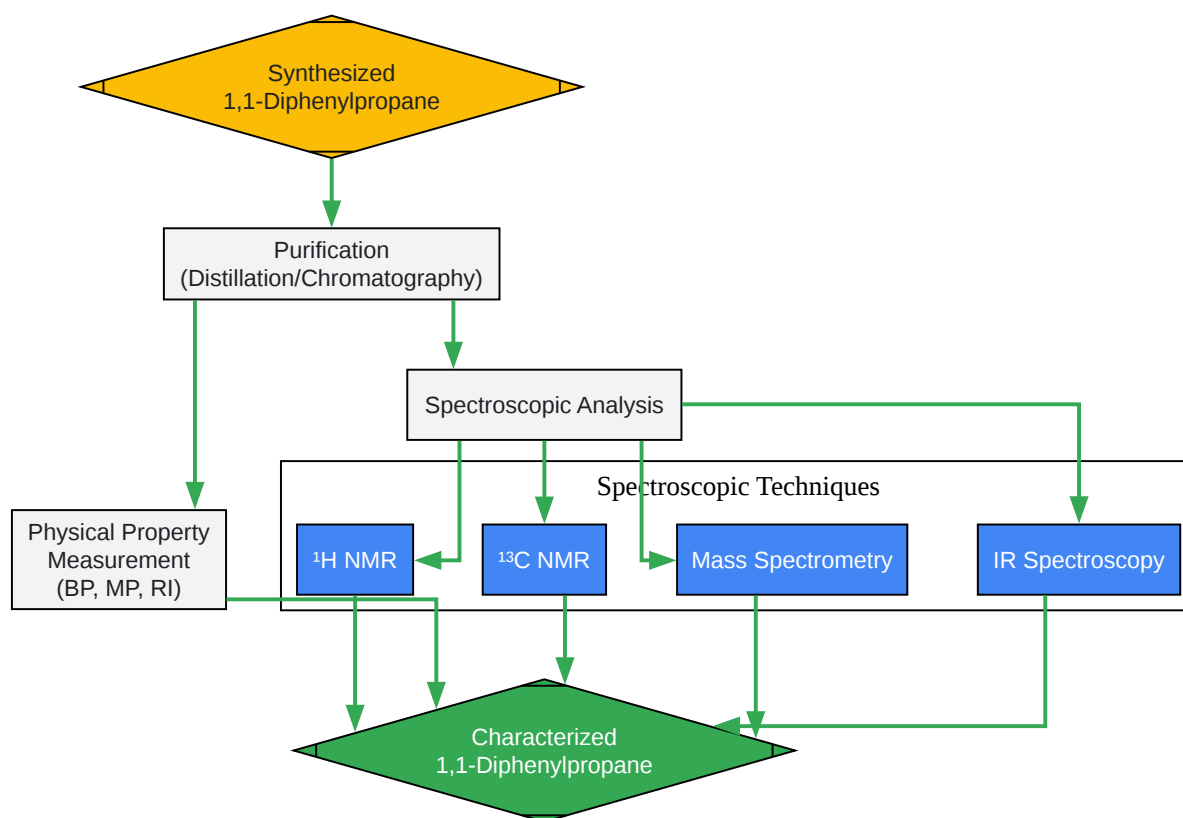 Synthesized
1,1-Diphenylpropane
Purification
(Distillation/Chromatography)
Spectroscopic Analysis
Spectroscopic Techniques
Physical Property
Measurement
(BP, MP, RI)
¹H NMR
¹³C NMR
Mass Spectrometry
IR Spectroscopy
Characterized
1,1-Diphenylpropane